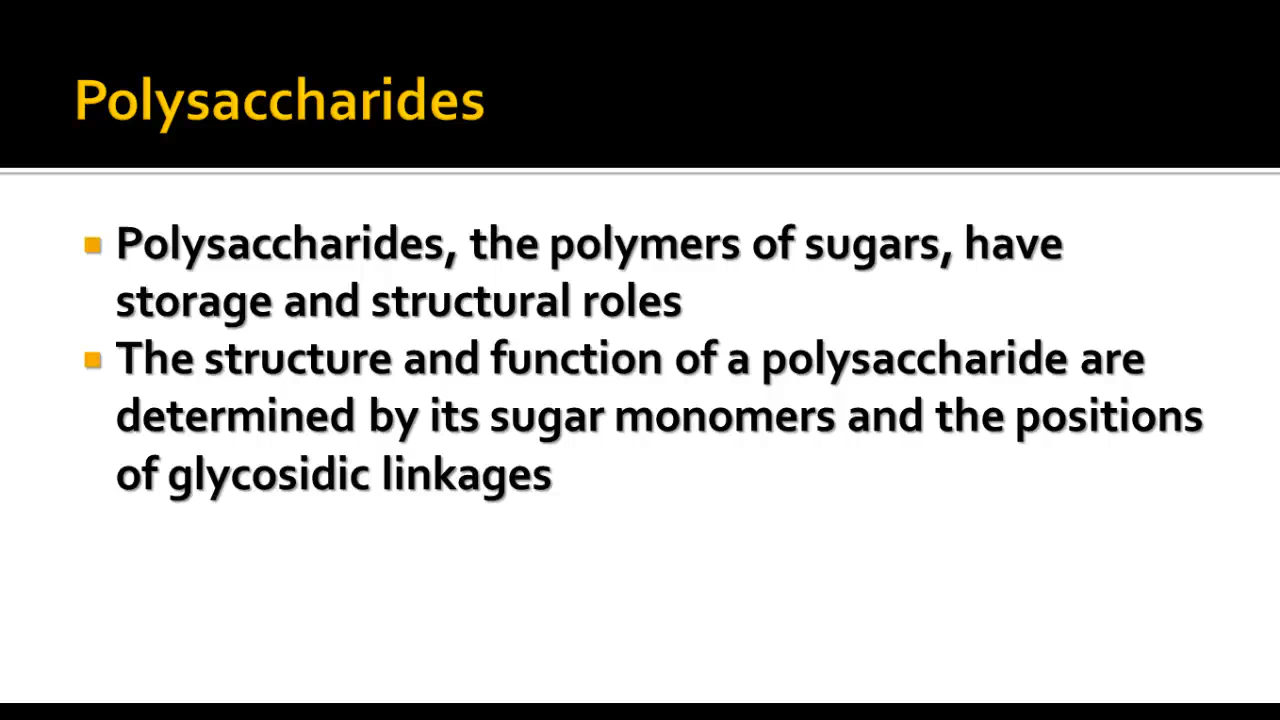 Polysaccharides
▪ Polysaccharides, the polymers of sugars, have
storage and structural roles
▪ The structure and function of a polysaccharide are
determined by its sugar monomers and the positions
of glycosidic linkages